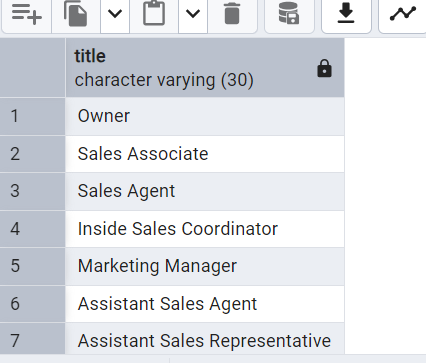 title
character varying (30)
1 Owner
2 Sales Associate
3 Sales Agent
4 Inside Sales Coordinator
5 Marketing Manager
6 Assistant Sales Agent
7 Assistant Sales Representative